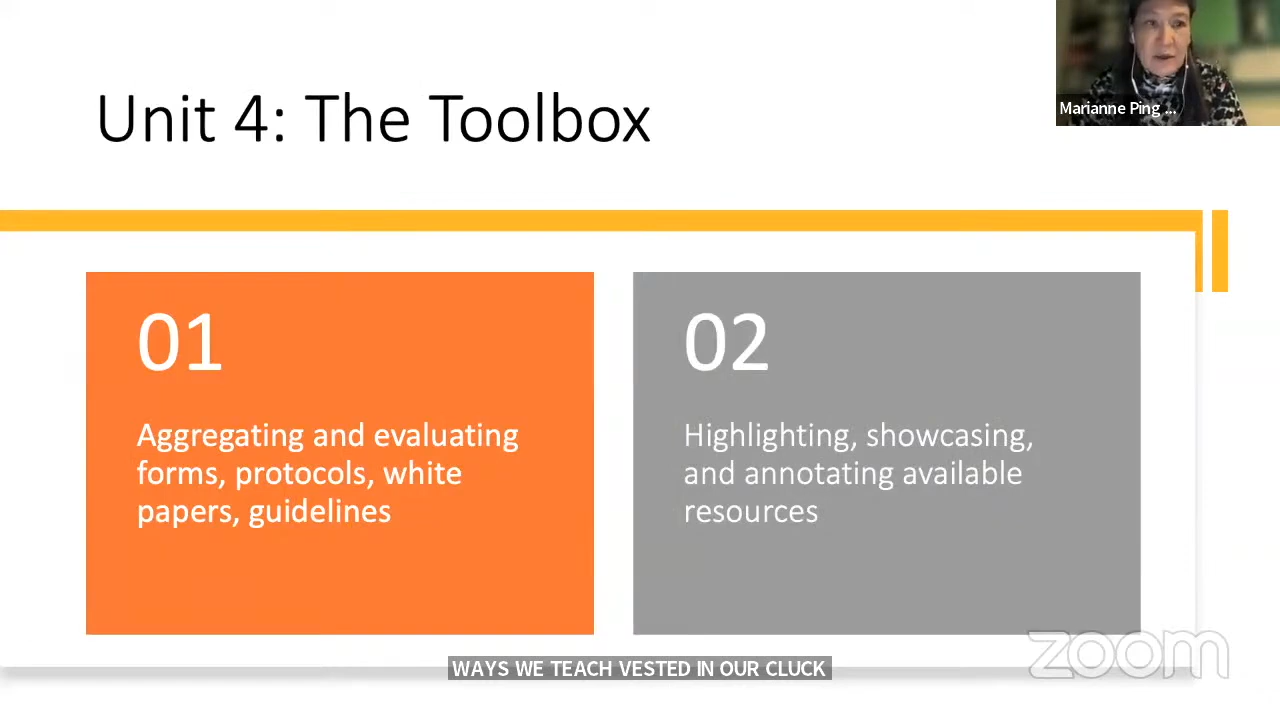 Unit 4: The Toolbox
Marianne Ping ...
01
Aggregating and evaluating
forms, protocols, white
papers, guidelines
02
Highlighting, showcasing,
and annotating available
resources
zoom
WAYS WE TEACH VESTED IN OUR CLUCK